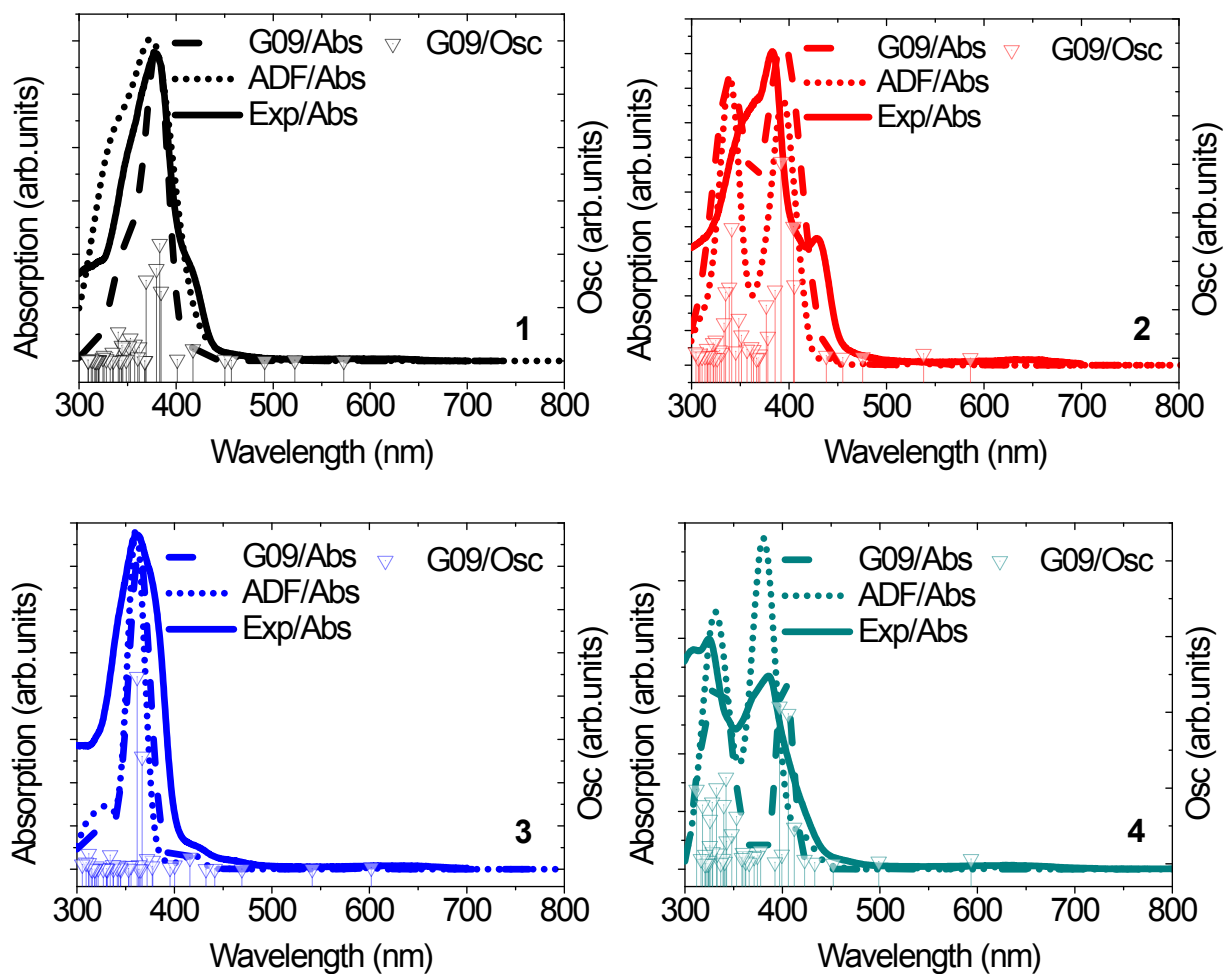 G09/Abs G09/Osc
ADF/Abs
Exp/Abs
Absorption (arb.units)
Osc (arb.units)
1
300 400 500 600 700 800
Wavelength (nm)
G09/Abs G09/Osc
ADF/Abs
Exp/Abs
Absorption (arb.units)
Osc (arb.units)
2
300 400 500 600 700 800
Wavelength (nm)
G09/Abs G09/Osc
ADF/Abs
Exp/Abs
Absorption (arb.units)
Osc (arb.units)
3
300 400 500 600 700 800
Wavelength (nm)
G09/Abs G09/Osc
ADF/Abs
Exp/Abs
Absorption (arb.units)
Osc (arb.units)
4
300 400 500 600 700 800
Wavelength (nm)